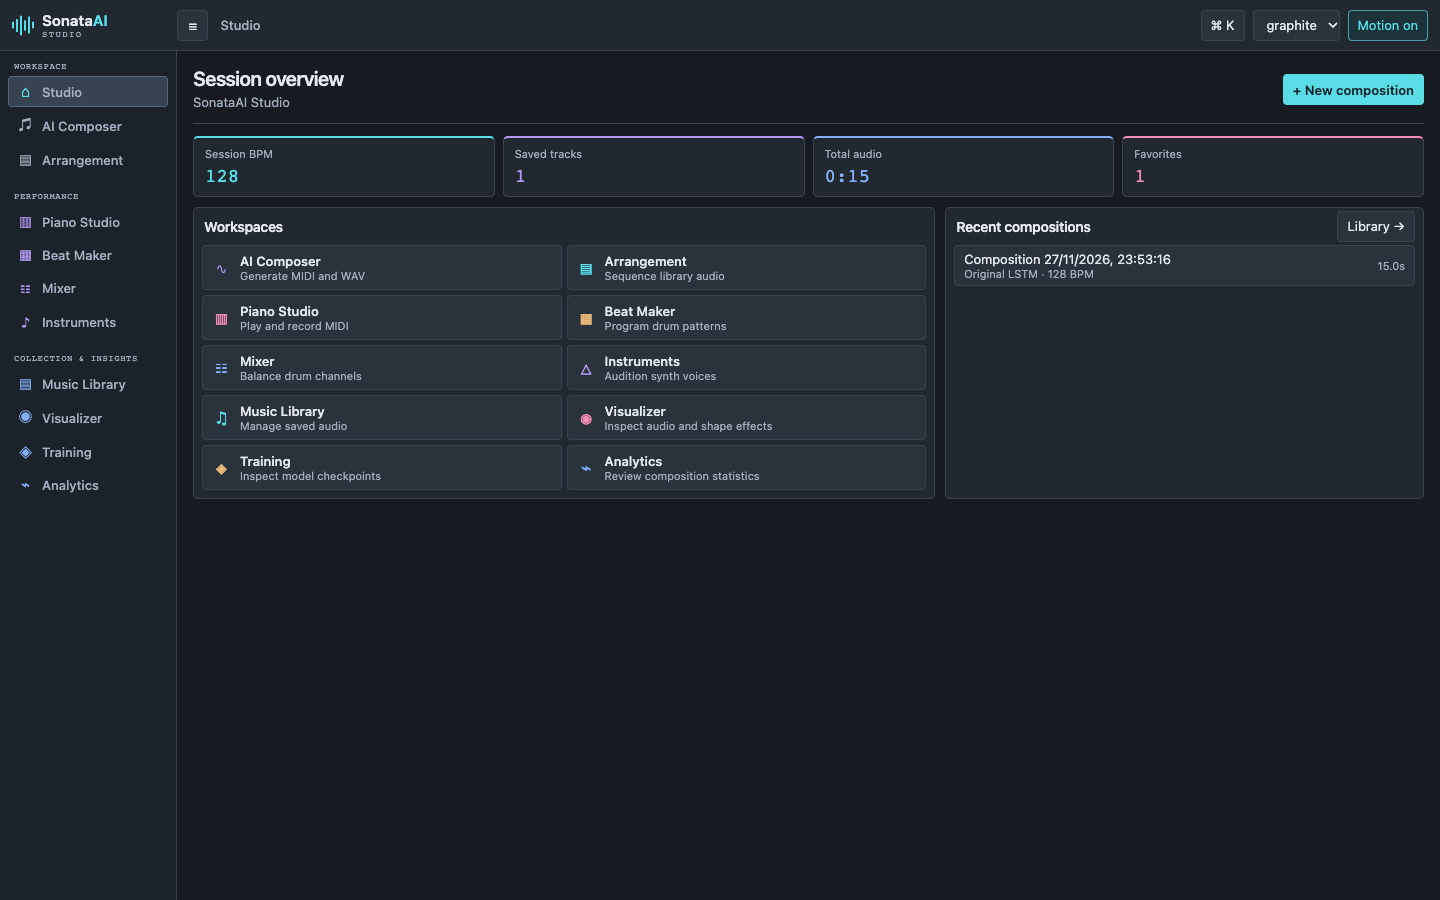 SonataAI
STUDIO
≡
Studio
⌘ K
graphite
Motion on
WORKSPACE
Studio
AI Composer
Arrangement
PERFORMANCE
Piano Studio
Beat Maker
Mixer
Instruments
COLLECTION & INSIGHTS
Music Library
Visualizer
Training
Analytics
Session overview
SonataAI Studio
+ New composition
Session BPM
128
Saved tracks
1
Total audio
0:15
Favorites
1
Workspaces
AI Composer
Generate MIDI and WAV
Arrangement
Sequence library audio
Piano Studio
Play and record MIDI
Beat Maker
Program drum patterns
Mixer
Balance drum channels
Instruments
Audition synth voices
Music Library
Manage saved audio
Visualizer
Inspect audio and shape effects
Training
Inspect model checkpoints
Analytics
Review composition statistics
Recent compositions
Library →
Composition 27/11/2026, 23:53:16
Original LSTM · 128 BPM
15.0s